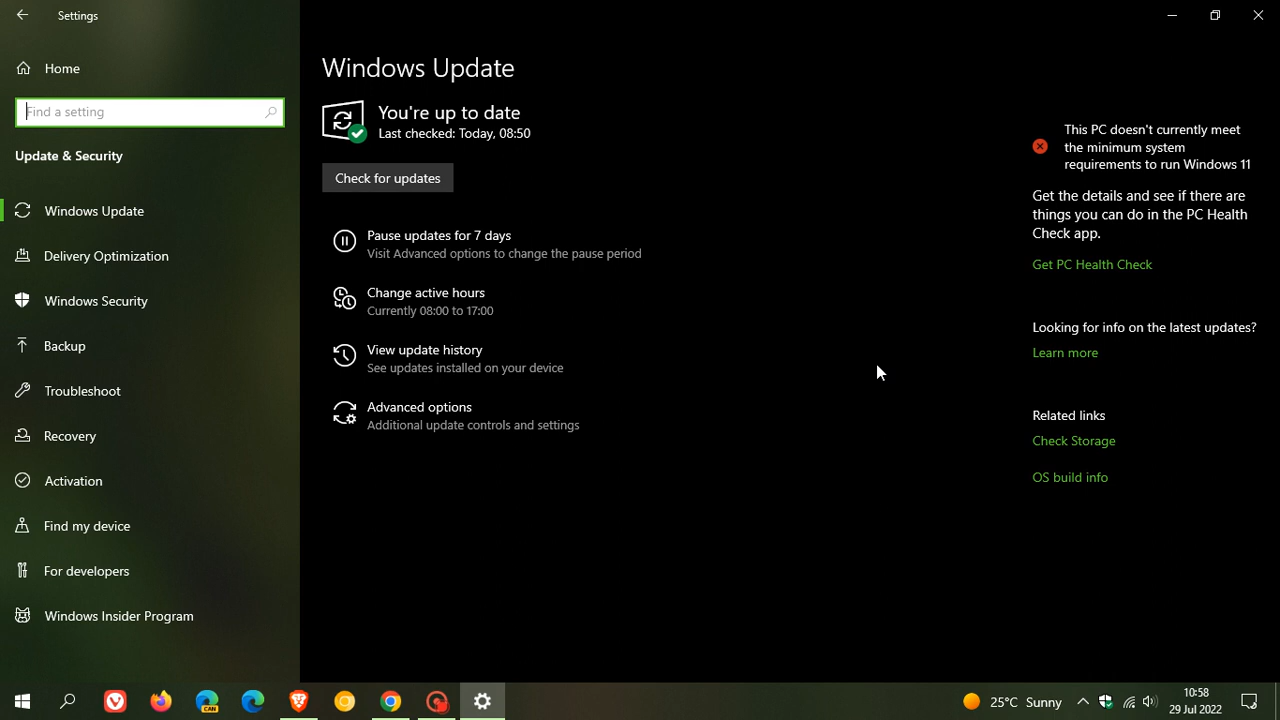 Settings
Home
Find a setting
Update & Security
Windows Update
Delivery Optimization
Windows Security
Backup
Troubleshoot
Recovery
Activation
Find my device
For developers
Windows Insider Program
Windows Update
You're up to date
Last checked: Today, 08:50
Check for updates
Pause updates for 7 days
Visit Advanced options to change the pause period
Change active hours
Currently 08:00 to 17:00
View update history
See updates installed on your device
Advanced options
Additional update controls and settings
This PC doesn't currently meet
the minimum system
requirements to run Windows 11
Get the details and see if there are
things you can do in the PC Health
Check app.
Get PC Health Check
Looking for info on the latest updates?
Learn more
Related links
Check Storage
OS build info
CAN
25°C Sunny
10:58
29 Jul 2022